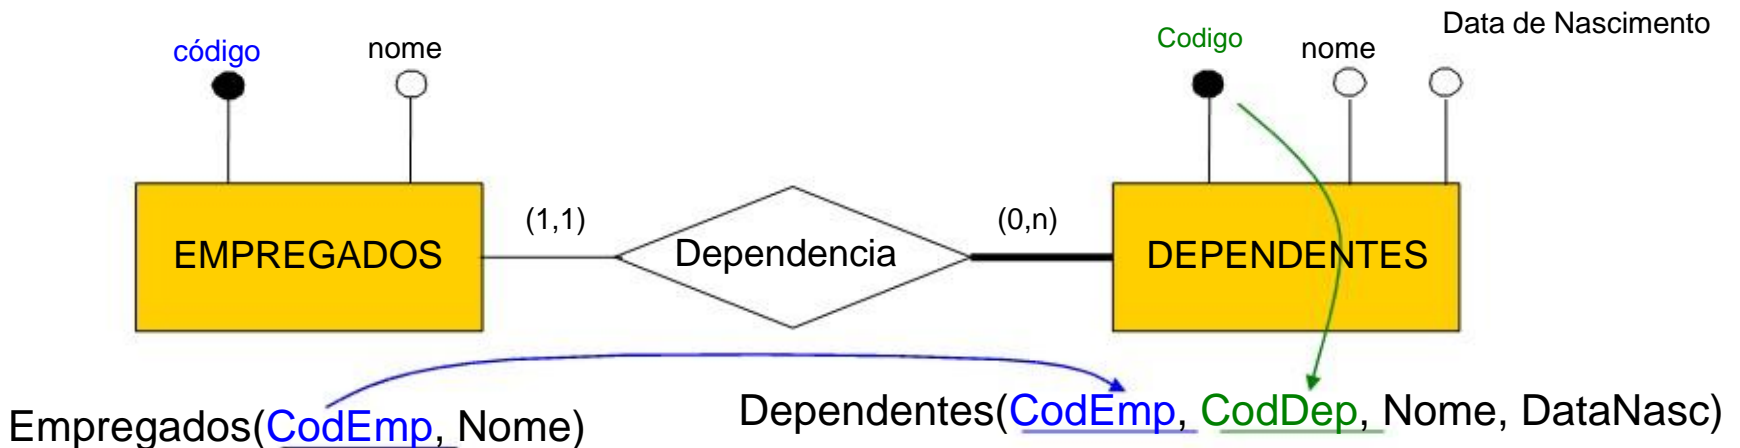 código
nome
Codigo
nome
Data de Nascimento
EMPREGADOS
(1,1)
Dependencia
(0,n)
DEPENDENTES
Empregados(CodEmp, Nome)
Dependentes(CodEmp, CodDep, Nome, DataNasc)